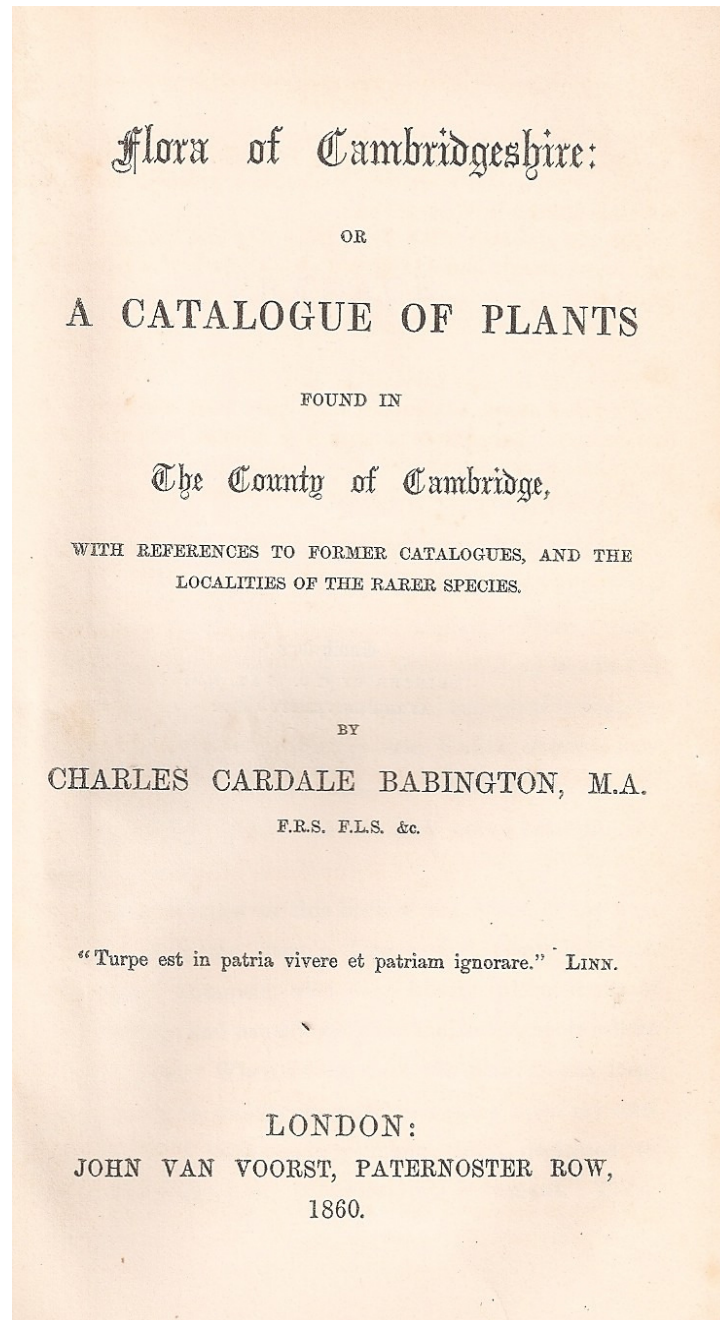 Flora of Cambridgeshire:
OR
A CATALOGUE OF PLANTS
FOUND IN
The County of Cambridge,
WITH REFERENCES TO FORMER CATALOGUES, AND THE
LOCALITIES OF THE RARER SPECIES.
BY
CHARLES CARDALE BABINGTON, M.A.
F.R.S. F.L.S. &c.
“Turpe est in patria vivere et patriam ignorare.” LINN.
LONDON:
JOHN VAN VOORST, PATERNOSTER ROW,
1860.